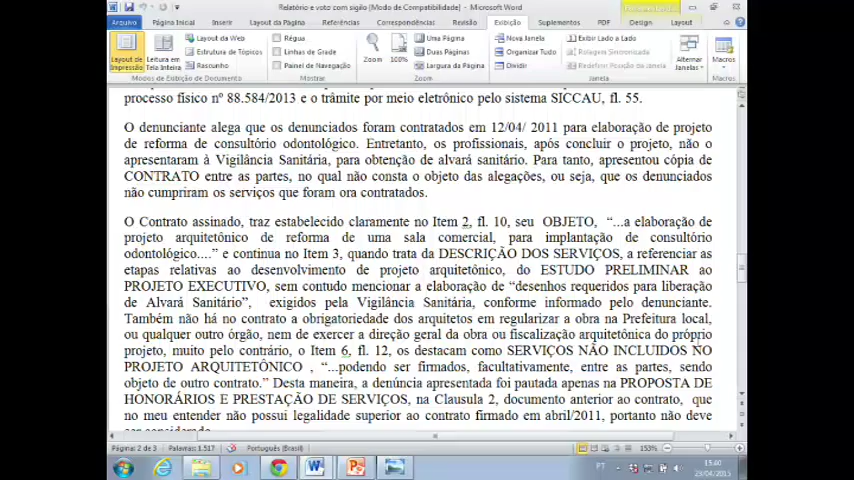 Relatório e voto com sigilo [Modo de Compatibilidade] - Microsoft Word
Arquivo Página Inicial Inserir Layout da Página Referências Correspondências Revisão Exibição Suplementos PDF Design Layout
Layout de Impressão
Leitura em Tela Inteira
Layout da Web
Estrutura de Tópicos
Rascunho
Modos de Exibição de Documento
Régua
Linhas de Grade
Painel de Navegação
Mostrar
Zoom
100%
Uma Página
Duas Páginas
Largura da Página
Zoom
Nova Janela
Organizar Tudo
Dividir
Exibir Lado a Lado
Rolagem Sincronizada
Redefinir Posição da Janela
Janela
Alternar Janelas
Macros
Macros
processo físico nº 88.584/2013 e o trâmite por meio eletrônico pelo sistema SICCAU, fl. 55.
O denunciante alega que os denunciados foram contratados em 12/04/ 2011 para elaboração de projeto
de reforma de consultório odontológico. Entretanto, os profissionais, após concluir o projeto, não o
apresentaram à Vigilância Sanitária, para obtenção de alvará sanitário. Para tanto, apresentou cópia de
CONTRATO entre as partes, no qual não consta o objeto das alegações, ou seja, que os denunciados
não cumpriram os serviços que foram ora contratados.
O Contrato assinado, traz estabelecido claramente no Item 2, fl. 10, seu OBJETO, “...a elaboração de
projeto arquitetônico de reforma de uma sala comercial, para implantação de consultório
odontológico....” e continua no Item 3, quando trata da DESCRIÇÃO DOS SERVIÇOS, a referenciar as
etapas relativas ao desenvolvimento de projeto arquitetônico, do ESTUDO PRELIMINAR ao
PROJETO EXECUTIVO, sem contudo mencionar a elaboração de “desenhos requeridos para liberação
de Alvará Sanitário”, exigidos pela Vigilância Sanitária, conforme informado pelo denunciante.
Também não há no contrato a obrigatoriedade dos arquitetos em regularizar a obra na Prefeitura local,
ou qualquer outro órgão, nem de exercer a direção geral da obra ou fiscalização arquitetônica do próprio
projeto, muito pelo contrário, o Item 6, fl. 12, os destacam como SERVIÇOS NÃO INCLUIDOS NO
PROJETO ARQUITETÔNICO , “...podendo ser firmados, facultativamente, entre as partes, sendo
objeto de outro contrato.” Desta maneira, a denúncia apresentada foi pautada apenas na PROPOSTA DE
HONORÁRIOS E PRESTAÇÃO DE SERVIÇOS, na Clausula 2, documento anterior ao contrato, que
no meu entender não possui legalidade superior ao contrato firmado em abril/2011, portanto não deve
ser considerado.
Página: 2 de 3 Palavras: 1.517 Português (Brasil) 153%
PT 15:40
23/04/2015